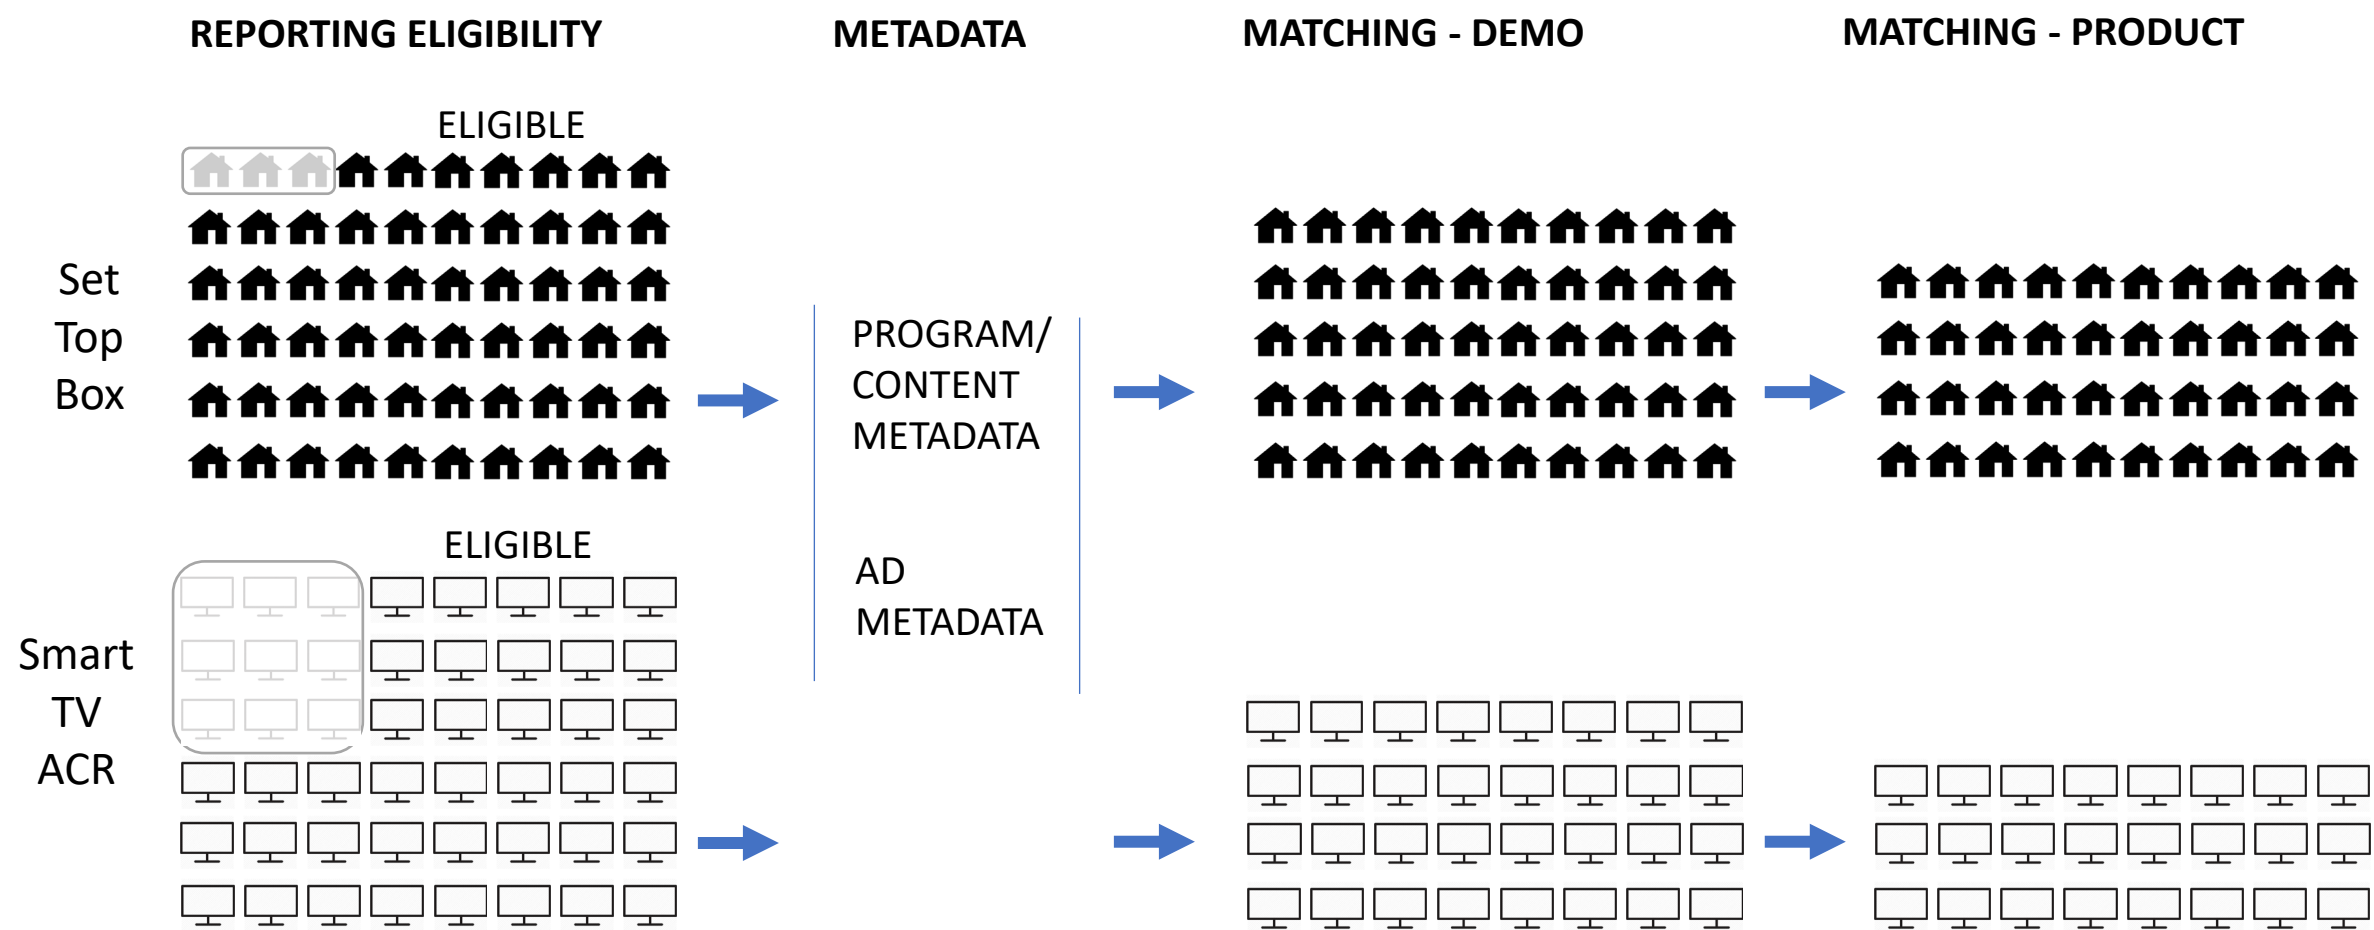 REPORTING ELIGIBILITY
METADATA
MATCHING - DEMO
MATCHING - PRODUCT
ELIGIBLE
Set
Top
Box
PROGRAM/
CONTENT
METADATA
ELIGIBLE
AD
METADATA
Smart
TV
ACR